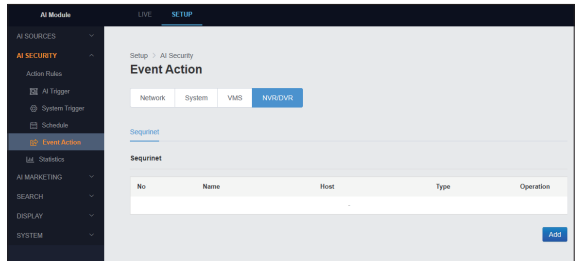 AI Module
LIVE SETUP
AI SOURCES
AI SECURITY
Action Rules
AI Trigger
System Trigger
Schedule
Event Action
Statistics
AI MARKETING
SEARCH
DISPLAY
SYSTEM
Setup > AI Security
Event Action
Network System VMS NVR/DVR
Sequrinet
Sequrinet
No Name Host Type Operation
-
Add